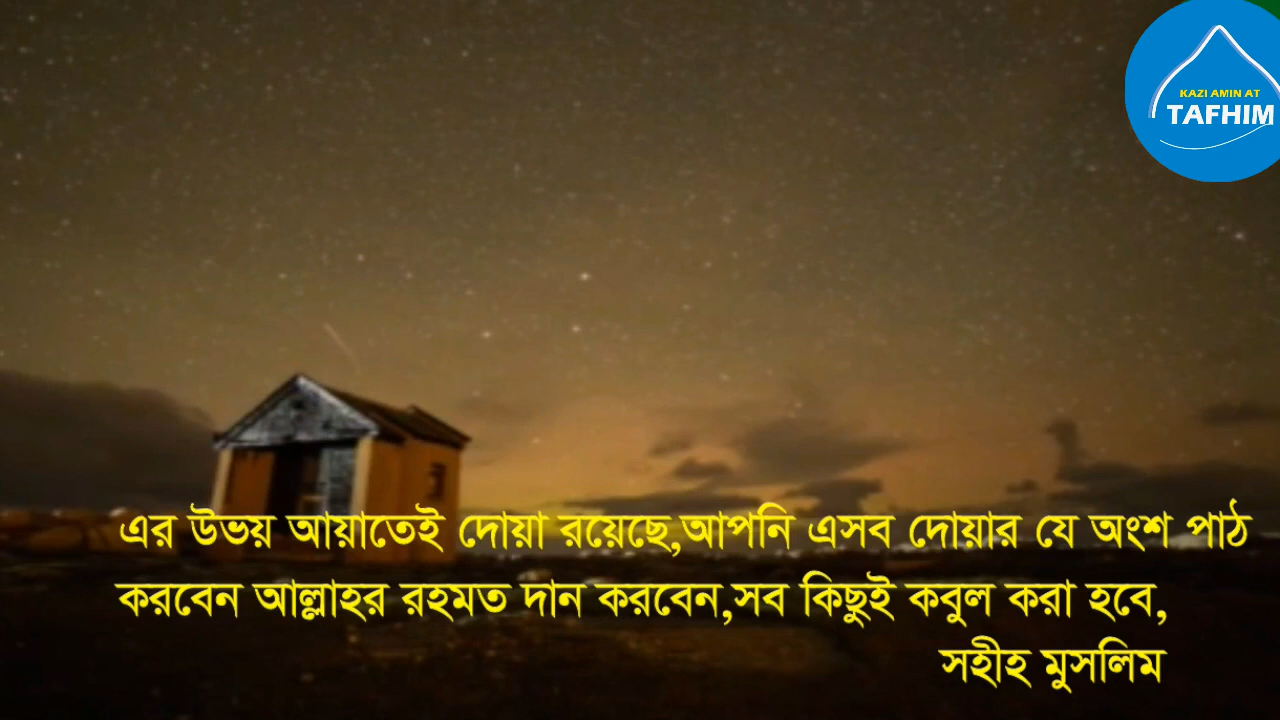 KAZI AMIN AT
TAFHIM
এর উভয় আয়াতেই দোয়া রয়েছে,আপনি এসব দোয়ার যে অংশ পাঠ
করবেন আল্লাহর রহমত দান করবেন,সব কিছুই কবুল করা হবে,
সহীহ মুসলিম